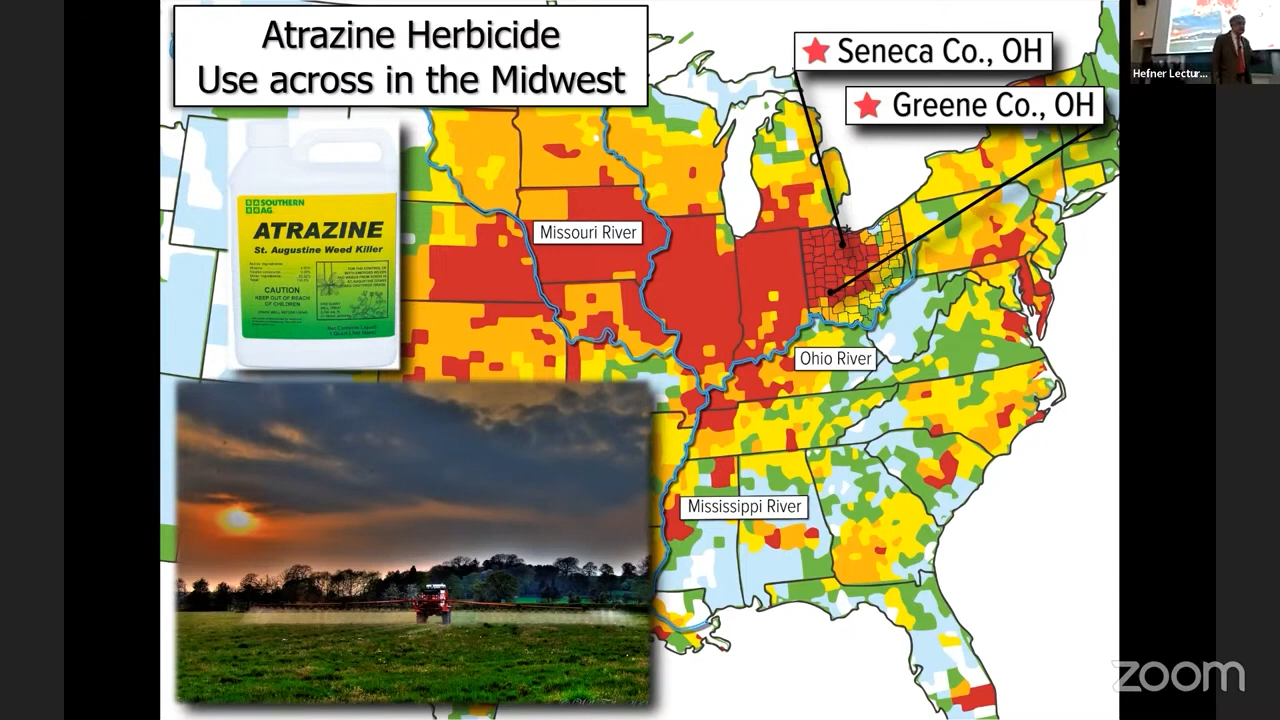 Atrazine Herbicide
Use across in the Midwest
Seneca Co., OH
Greene Co., OH
Hefner Lectur...
SOUTHERN
AG
ATRAZINE
St. Augustine Weed Killer
CAUTION
KEEP OUT OF REACH
OF CHILDREN
Missouri River
Ohio River
Mississippi River
zoom